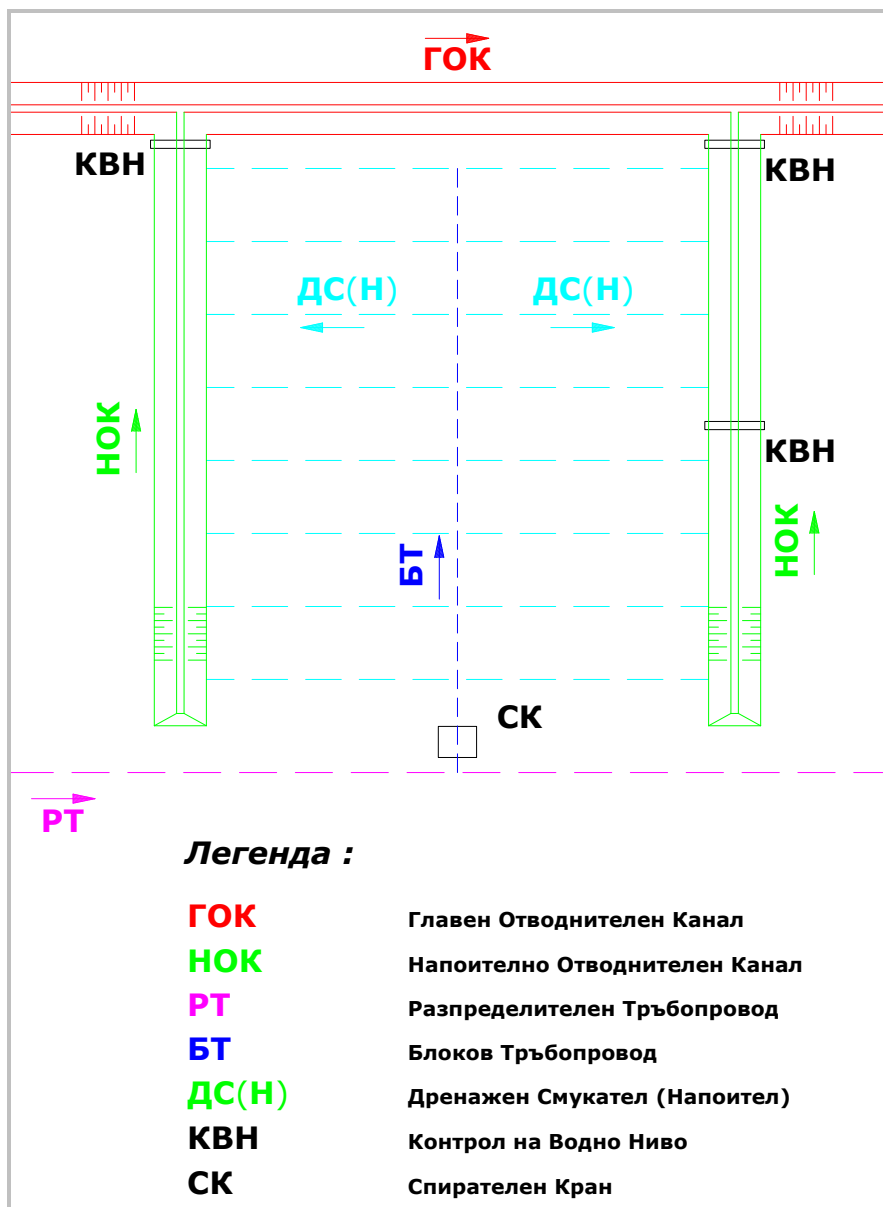 ГОК
КВН
КВН
ДС(Н)
ДС(Н)
НОК
КВН
НОК
БТ
СК
РТ
Легенда :
ГОК Главен Отводнителен Канал
НОК Напоително Отводнителен Канал
РТ Разпределителен Тръбопровод
БТ Блоков Тръбопровод
ДС(Н) Дренажен Смукател (Напоител)
КВН Контрол на Водно Ниво
СК Спирателен Кран